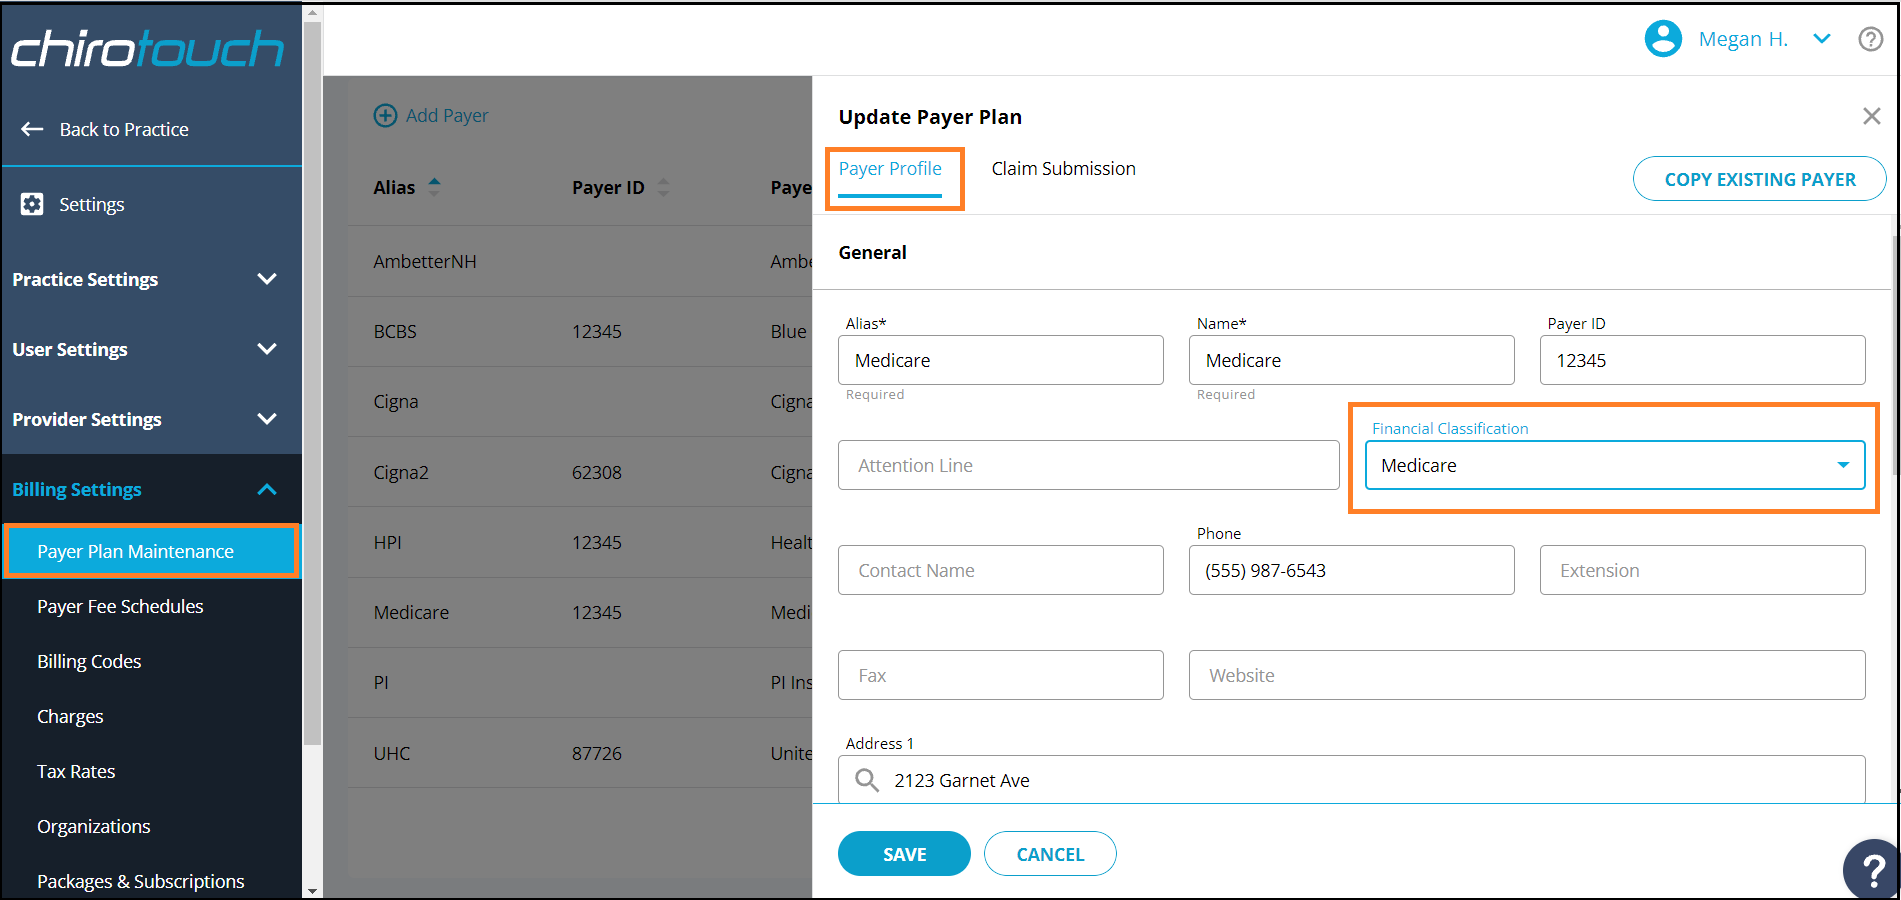 chirotouch
Back to Practice
Settings
Practice Settings
User Settings
Provider Settings
Billing Settings
Payer Plan Maintenance
Payer Fee Schedules
Billing Codes
Charges
Tax Rates
Organizations
Packages & Subscriptions
Megan H.
?
Add Payer
Alias Payer ID Paye
AmbetterNH Ambe
BCBS 12345 Blue
Cigna Cigna
Cigna2 62308 Cigna
HPI 12345 Healt
Medicare 12345 Medi
PI PI Ins
UHC 87726 Unite
Update Payer Plan
Payer Profile Claim Submission
COPY EXISTING PAYER
General
Alias* Name* Payer ID
Medicare Medicare 12345
Required Required
Financial Classification
Attention Line Medicare
Phone
Contact Name (555) 987-6543 Extension
Fax Website
Address 1
2123 Garnet Ave
SAVE CANCEL
?